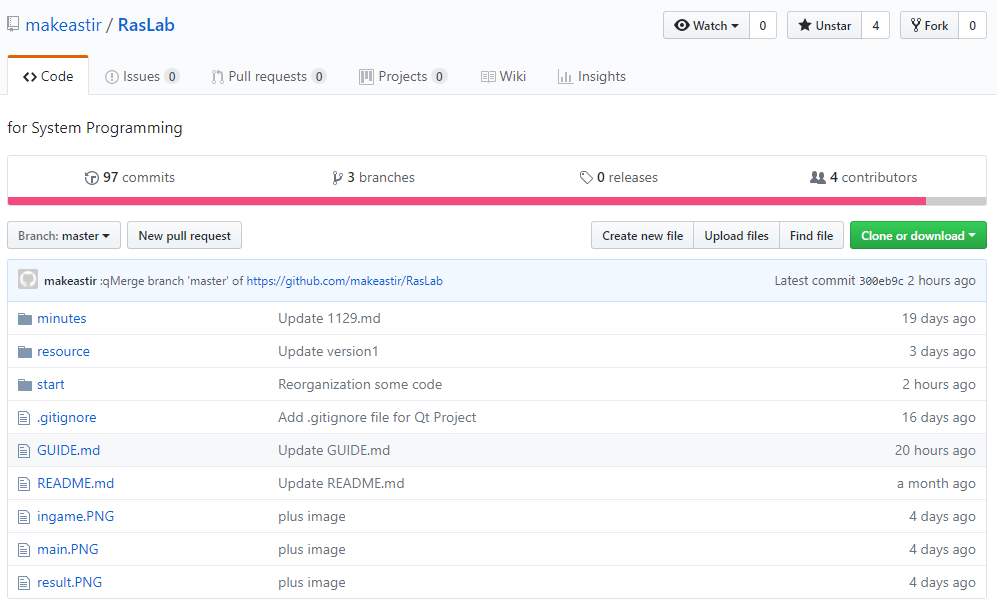 makeastir / RasLab
Watch 0 Unstar 4 Fork 0
Code Issues 0 Pull requests 0 Projects 0 Wiki Insights
for System Programming
97 commits 3 branches 0 releases 4 contributors
Branch: master New pull request Create new file Upload files Find file Clone or download
makeastir :qMerge branch 'master' of https://github.com/makeastir/RasLab Latest commit 300eb9c 2 hours ago
minutes Update 1129.md 19 days ago
resource Update version1 3 days ago
start Reorganization some code 2 hours ago
.gitignore Add .gitignore file for Qt Project 16 days ago
GUIDE.md Update GUIDE.md 20 hours ago
README.md Update README.md a month ago
ingame.PNG plus image 4 days ago
main.PNG plus image 4 days ago
result.PNG plus image 4 days ago